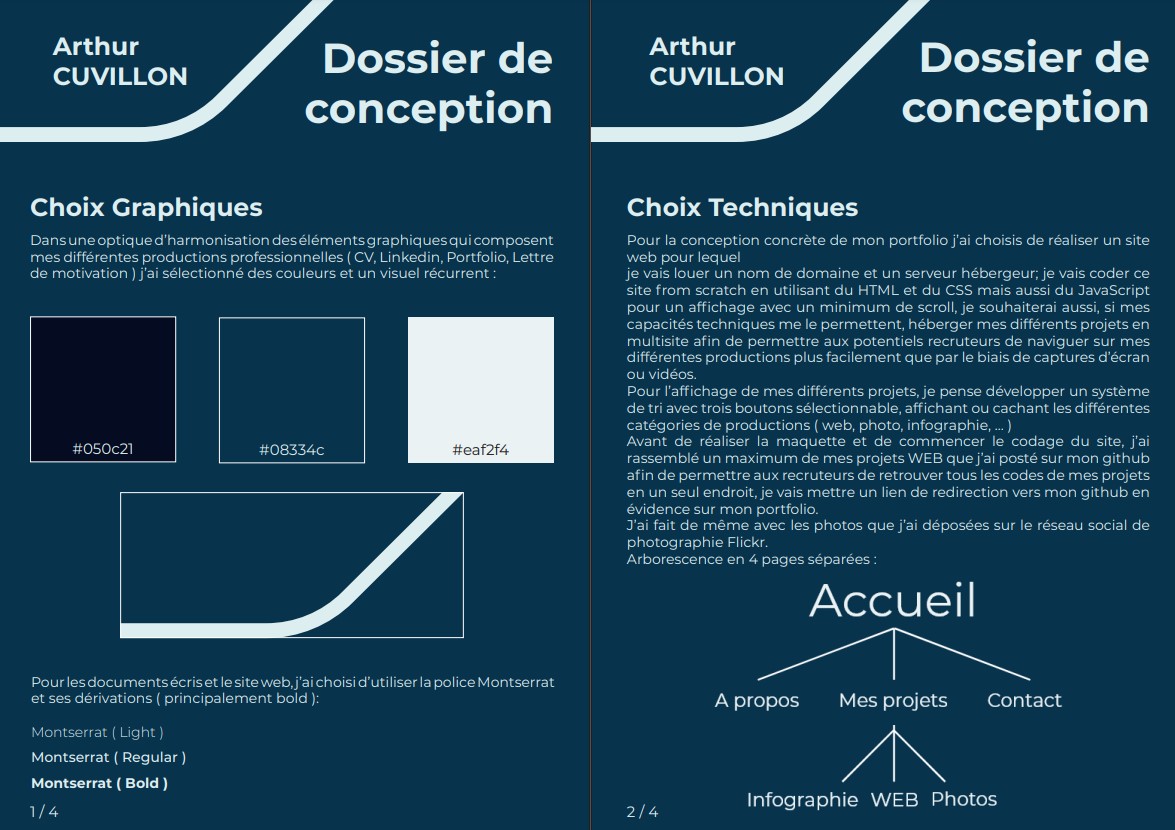 Arthur
CUVILLON
Dossier de
conception
Choix Graphiques
Dans une optique d'harmonisation des éléments graphiques qui composent
mes différentes productions professionnelles ( CV, Linkedin, Portfolio, Lettre
de motivation ) j'ai sélectionné des couleurs et un visuel récurrent :
#050c21
#08334c
#eaf2f4
Pour les documents écris et le site web, j'ai choisi d'utiliser la police Montserrat
et ses dérivations ( principalement bold ):
Montserrat ( Light )
Montserrat ( Regular )
Montserrat ( Bold )
1 / 4
Arthur
CUVILLON
Dossier de
conception
Choix Techniques
Pour la conception concrète de mon portfolio j'ai choisis de réaliser un site
web pour lequel
je vais louer un nom de domaine et un serveur hébergeur; je vais coder ce
site from scratch en utilisant du HTML et du CSS mais aussi du JavaScript
pour un affichage avec un minimum de scroll, je souhaiterai aussi, si mes
capacités techniques me le permettent, héberger mes différents projets en
multisite afin de permettre aux potentiels recruteurs de naviguer sur mes
différentes productions plus facilement que par le biais de captures d'écran
ou vidéos.
Pour l'affichage de mes différents projets, je pense développer un système
de tri avec trois boutons sélectionnable, affichant ou cachant les différentes
catégories de productions ( web, photo, infographie, ... )
Avant de réaliser la maquette et de commencer le codage du site, j'ai
rassemblé un maximum de mes projets WEB que j'ai posté sur mon github
afin de permettre aux recruteurs de retrouver tous les codes de mes projets
en un seul endroit, je vais mettre un lien de redirection vers mon github en
évidence sur mon portfolio.
J'ai fait de même avec les photos que j'ai déposées sur le réseau social de
photographie Flickr.
Arborescence en 4 pages séparées :
Accueil
A propos Mes projets Contact
Infographie WEB Photos
2 / 4